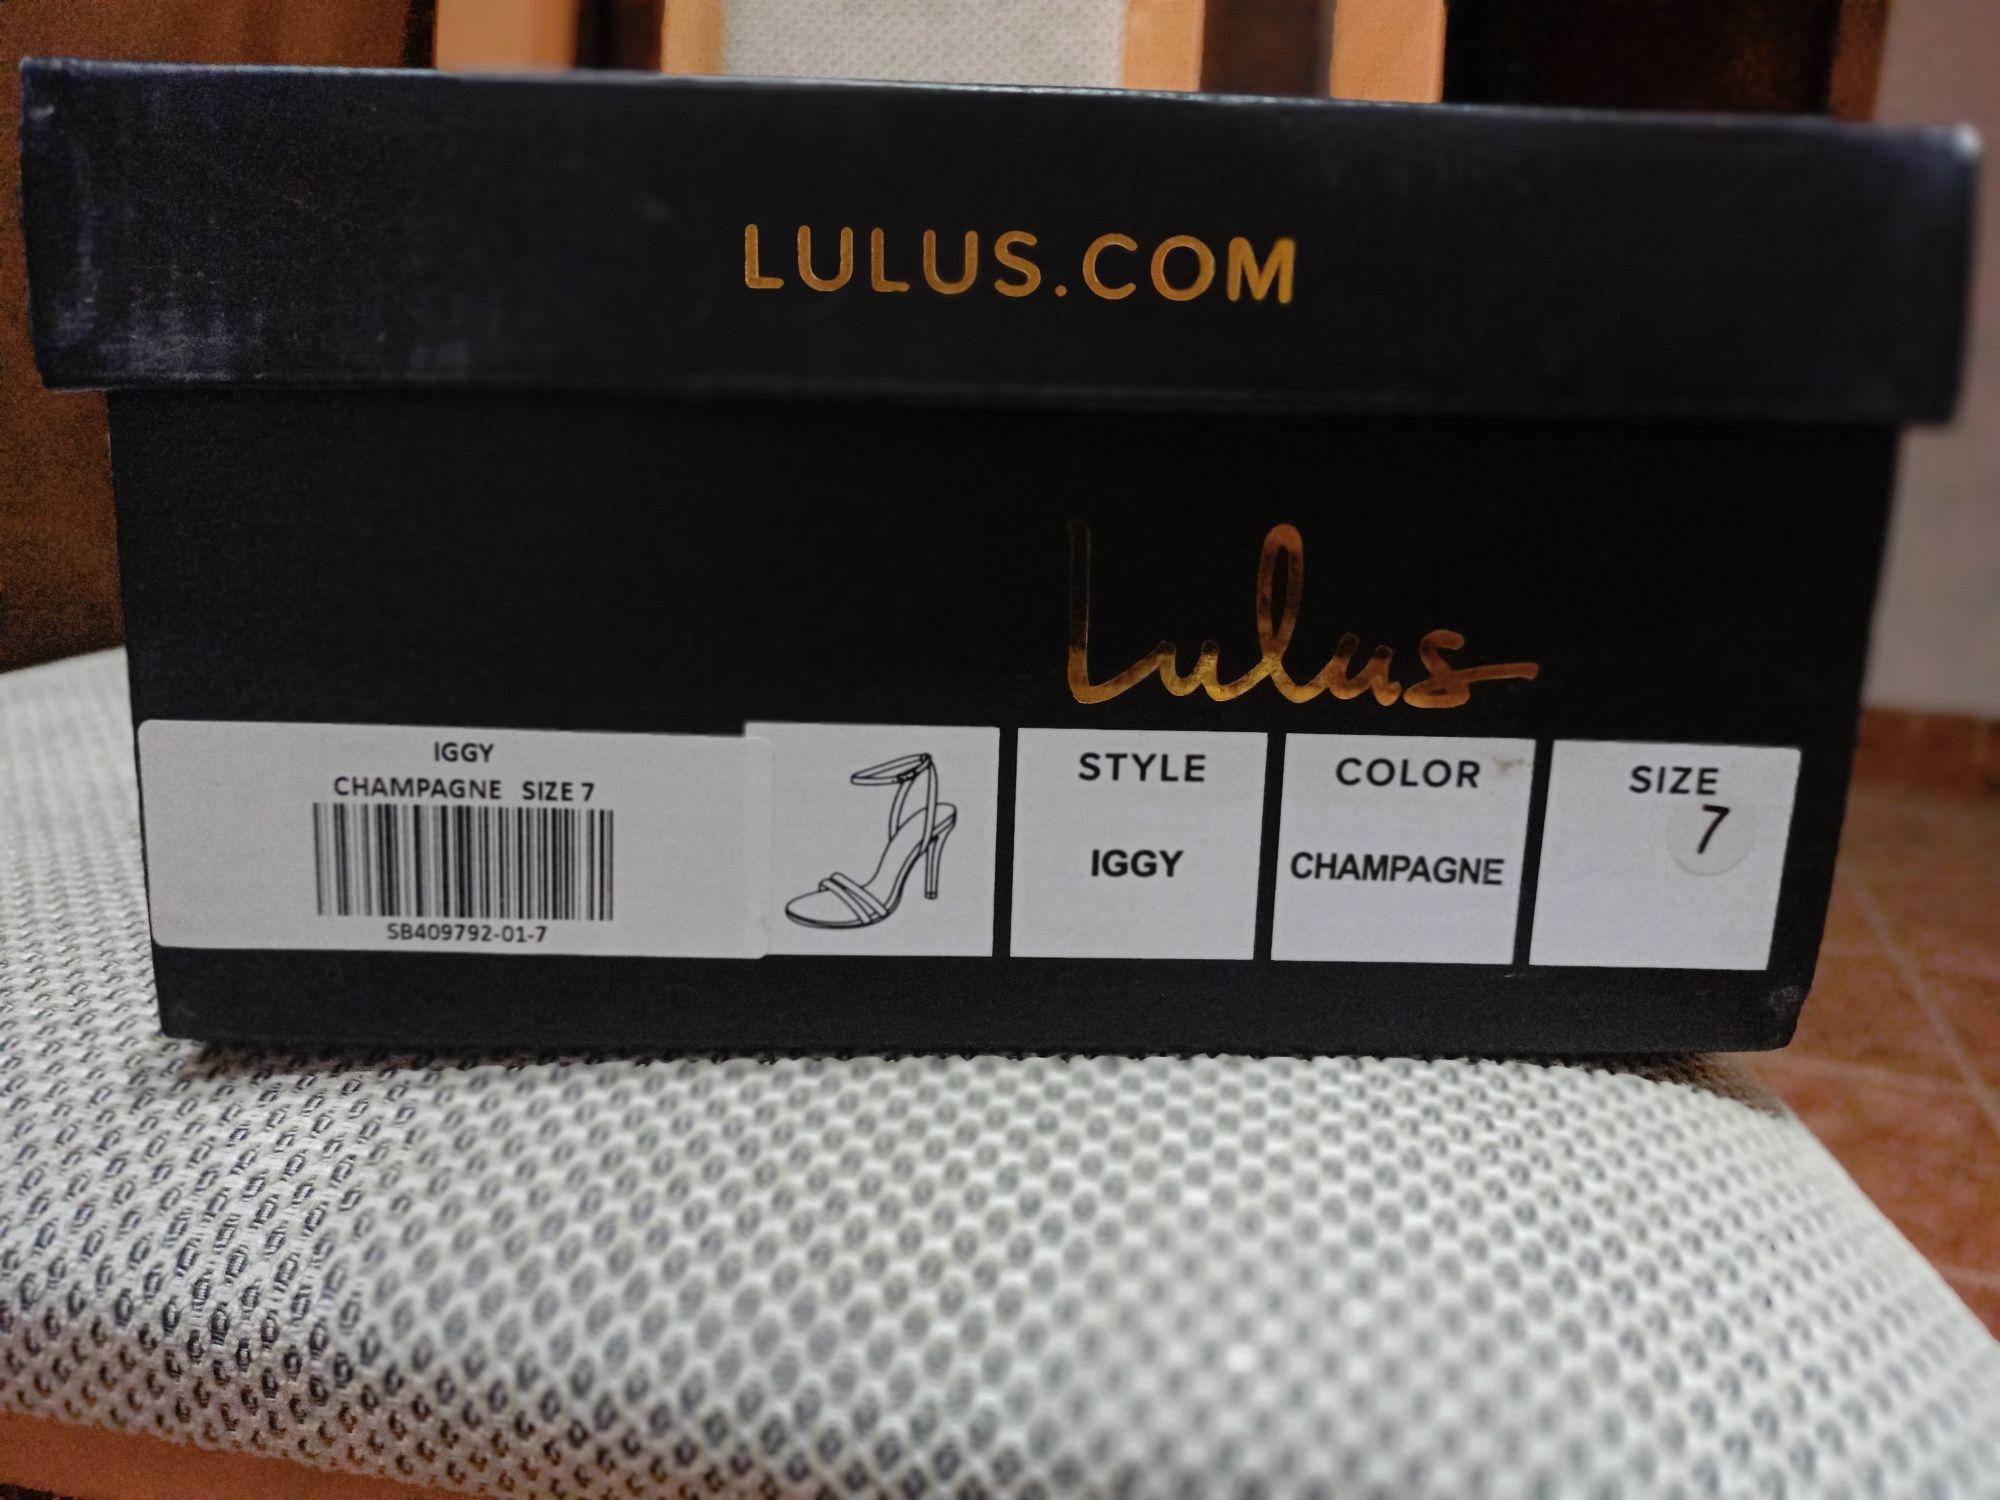 LULUS.COM
Lulus
IGGY
CHAMPAGNE SIZE 7
SB409792-01-7
STYLE
IGGY
COLOR
CHAMPAGNE
SIZE
7